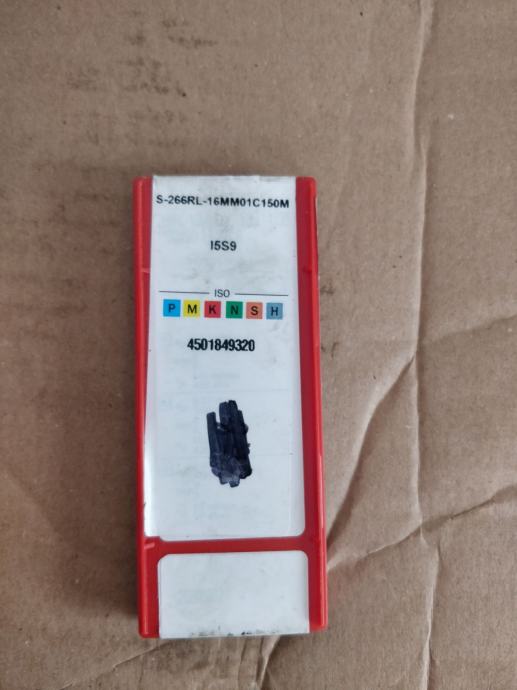 S-266RL-16MM01C150M
I5S9
ISO
P M K N S H
4501849320